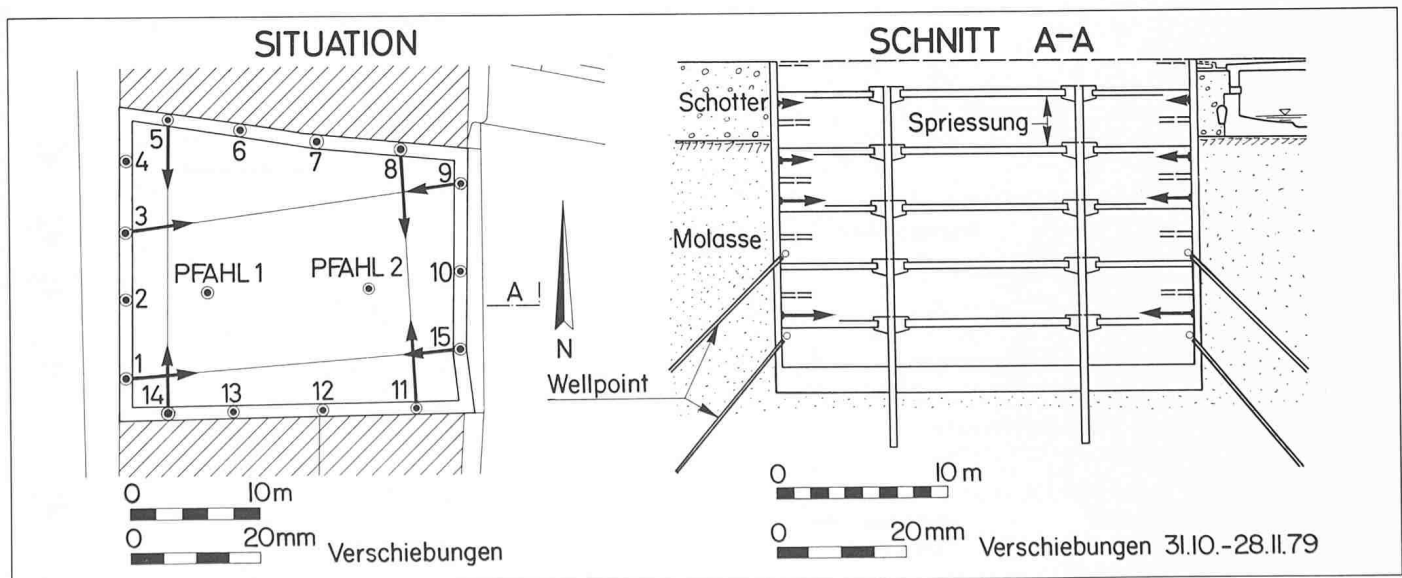 SITUATION
5
6
7
8
4
9
3
PFAHL 1
PFAHL 2
10
2
A
15
N
1
14
13
12
11
0 10m
0 20mm
Verschiebungen
SCHNITT A-A
Schotter
Spriessung
Molasse
Wellpoint
0 10m
0 20mm
Verschiebungen 31.10.-28.11.79